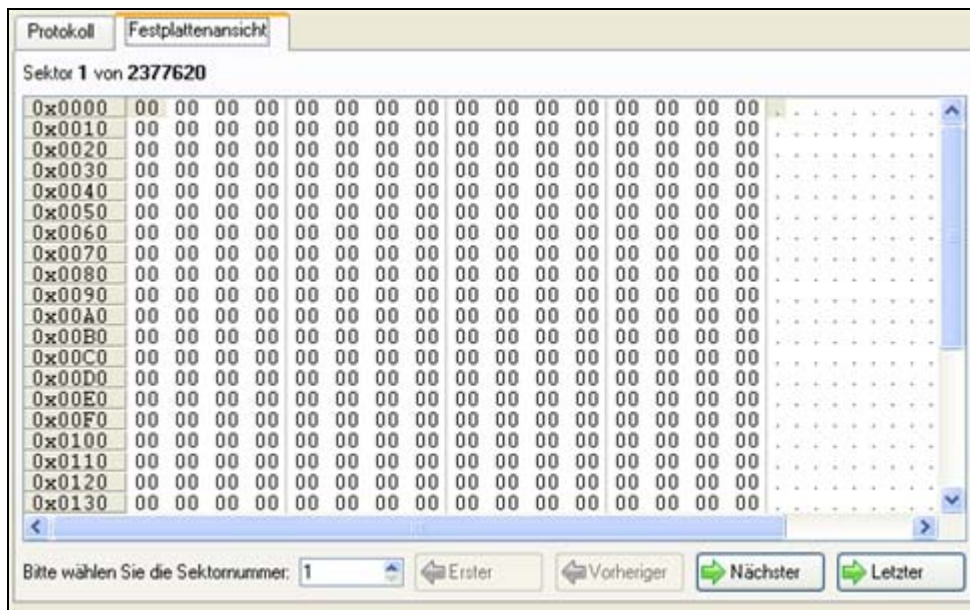 Protokoll Festplattenansicht
Sektor 1 von 2377620
0x0000 00 00 00 00 00 00 00 00 00 00 00 00 00 00 00 00 . . . . . . . .
0x0010 00 00 00 00 00 00 00 00 00 00 00 00 00 00 00 00 . . . . . . . .
0x0020 00 00 00 00 00 00 00 00 00 00 00 00 00 00 00 00 . . . . . . . .
0x0030 00 00 00 00 00 00 00 00 00 00 00 00 00 00 00 00 . . . . . . . .
0x0040 00 00 00 00 00 00 00 00 00 00 00 00 00 00 00 00 . . . . . . . .
0x0050 00 00 00 00 00 00 00 00 00 00 00 00 00 00 00 00 . . . . . . . .
0x0060 00 00 00 00 00 00 00 00 00 00 00 00 00 00 00 00 . . . . . . . .
0x0070 00 00 00 00 00 00 00 00 00 00 00 00 00 00 00 00 . . . . . . . .
0x0080 00 00 00 00 00 00 00 00 00 00 00 00 00 00 00 00 . . . . . . . .
0x0090 00 00 00 00 00 00 00 00 00 00 00 00 00 00 00 00 . . . . . . . .
0x00A0 00 00 00 00 00 00 00 00 00 00 00 00 00 00 00 00 . . . . . . . .
0x00B0 00 00 00 00 00 00 00 00 00 00 00 00 00 00 00 00 . . . . . . . .
0x00C0 00 00 00 00 00 00 00 00 00 00 00 00 00 00 00 00 . . . . . . . .
0x00D0 00 00 00 00 00 00 00 00 00 00 00 00 00 00 00 00 . . . . . . . .
0x00E0 00 00 00 00 00 00 00 00 00 00 00 00 00 00 00 00 . . . . . . . .
0x00F0 00 00 00 00 00 00 00 00 00 00 00 00 00 00 00 00 . . . . . . . .
0x0100 00 00 00 00 00 00 00 00 00 00 00 00 00 00 00 00 . . . . . . . .
0x0110 00 00 00 00 00 00 00 00 00 00 00 00 00 00 00 00 . . . . . . . .
0x0120 00 00 00 00 00 00 00 00 00 00 00 00 00 00 00 00 . . . . . . . .
0x0130 00 00 00 00 00 00 00 00 00 00 00 00 00 00 00 00 . . . . . . . .
Bitte wählen Sie die Sektornummer: 1 Erster Vorheriger Nächster Letzter